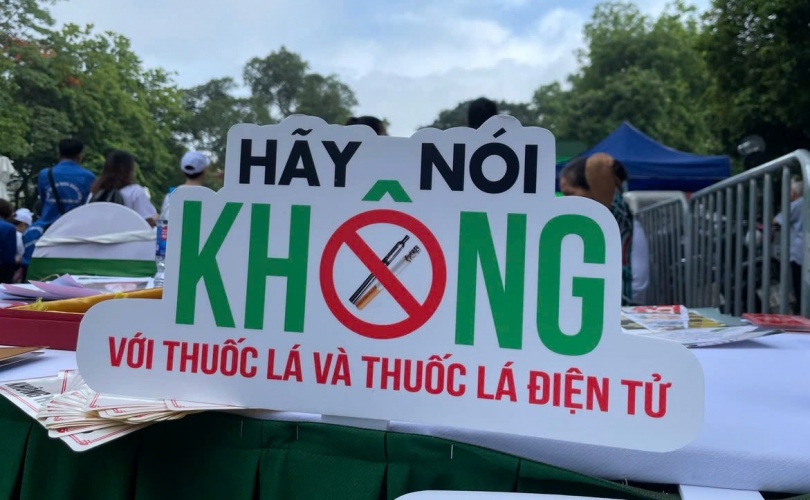 HÃY NÓI
KHÔNG
VỚI THUỐC LÁ VÀ THUỐC LÁ ĐIỆN TỬ